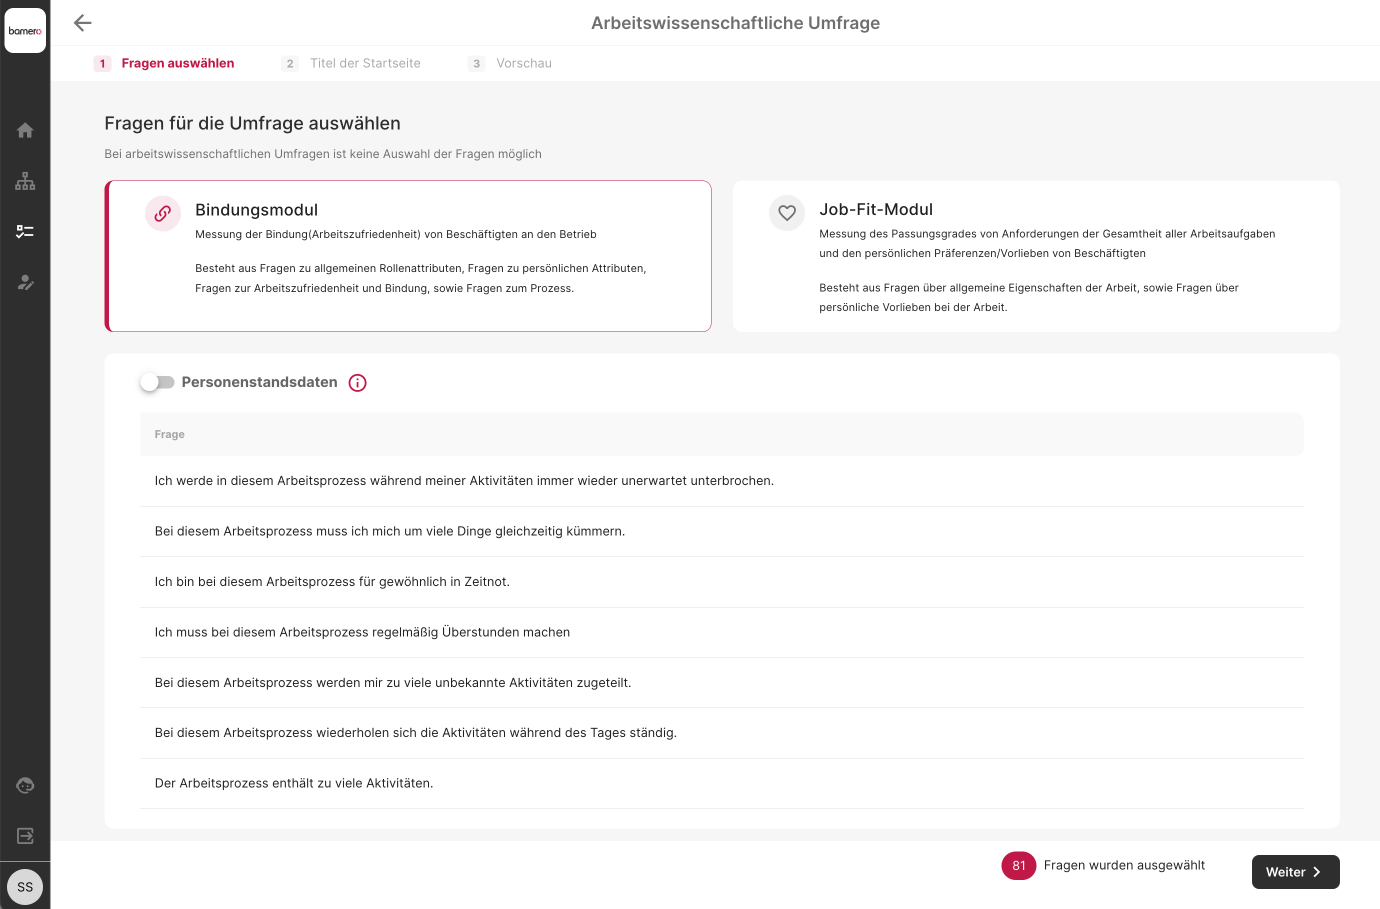 bamero
Arbeitswissenschaftliche Umfrage
1 Fragen auswählen 2 Titel der Startseite 3 Vorschau
Fragen für die Umfrage auswählen
Bei arbeitswissenschaftlichen Umfragen ist keine Auswahl der Fragen möglich
Bindungsmodul
Messung der Bindung(Arbeitszufriedenheit) von Beschäftigten an den Betrieb
Besteht aus Fragen zu allgemeinen Rollenattributen, Fragen zu persönlichen Attributen,
Fragen zur Arbeitszufriedenheit und Bindung, sowie Fragen zum Prozess.
Job-Fit-Modul
Messung des Passungsgrades von Anforderungen der Gesamtheit aller Arbeitsaufgaben
und den persönlichen Präferenzen/Vorlieben von Beschäftigten
Besteht aus Fragen über allgemeine Eigenschaften der Arbeit, sowie Fragen über
persönliche Vorlieben bei der Arbeit.
Personenstandsdaten
Frage
Ich werde in diesem Arbeitsprozess während meiner Aktivitäten immer wieder unerwartet unterbrochen.
Bei diesem Arbeitsprozess muss ich mich um viele Dinge gleichzeitig kümmern.
Ich bin bei diesem Arbeitsprozess für gewöhnlich in Zeitnot.
Ich muss bei diesem Arbeitsprozess regelmäßig Überstunden machen
Bei diesem Arbeitsprozess werden mir zu viele unbekannte Aktivitäten zugeteilt.
Bei diesem Arbeitsprozess wiederholen sich die Aktivitäten während des Tages ständig.
Der Arbeitsprozess enthält zu viele Aktivitäten.
81 Fragen wurden ausgewählt
Weiter
SS